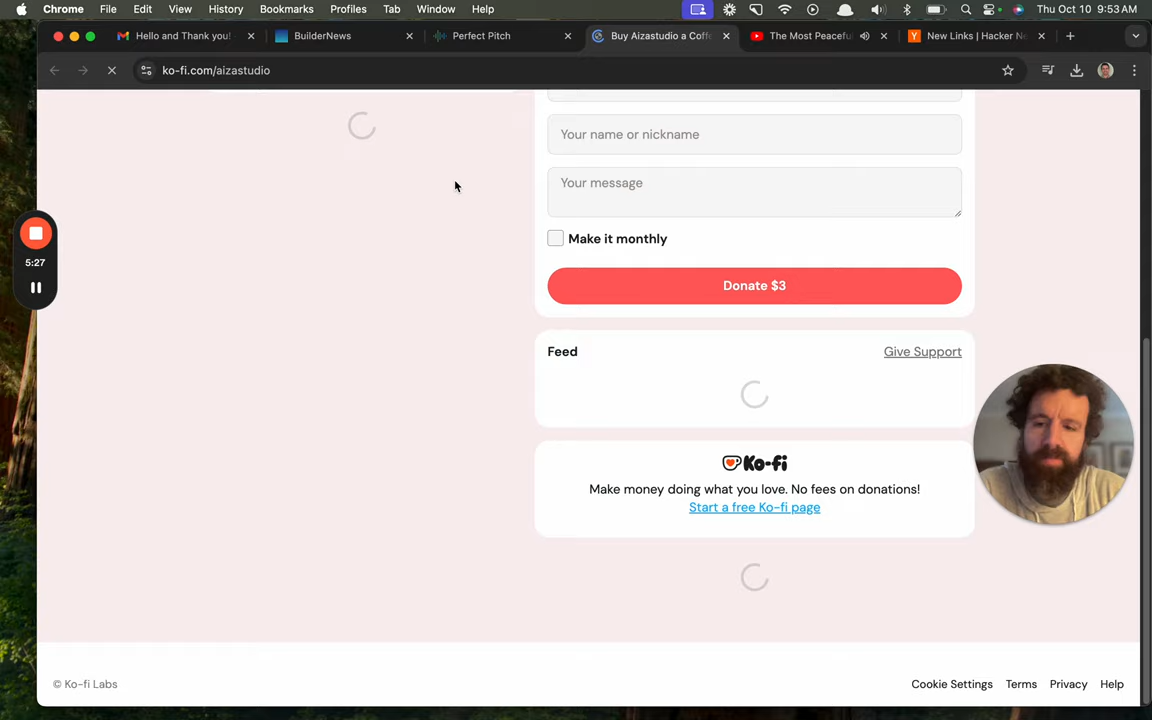 Chrome File Edit View History Bookmarks Profiles Tab Window Help Thu Oct 10 9:53 AM
Hello and Thank you!
BuilderNews
Perfect Pitch
Buy Aizastudio a Coffe
The Most Peaceful
New Links | Hacker Ne
ko-fi.com/aizastudio
Your name or nickname
Your message
Make it monthly
5:27
Donate $3
Feed Give Support
Ko-fi
Make money doing what you love. No fees on donations!
Start a free Ko-fi page
© Ko-fi Labs Cookie Settings Terms Privacy Help